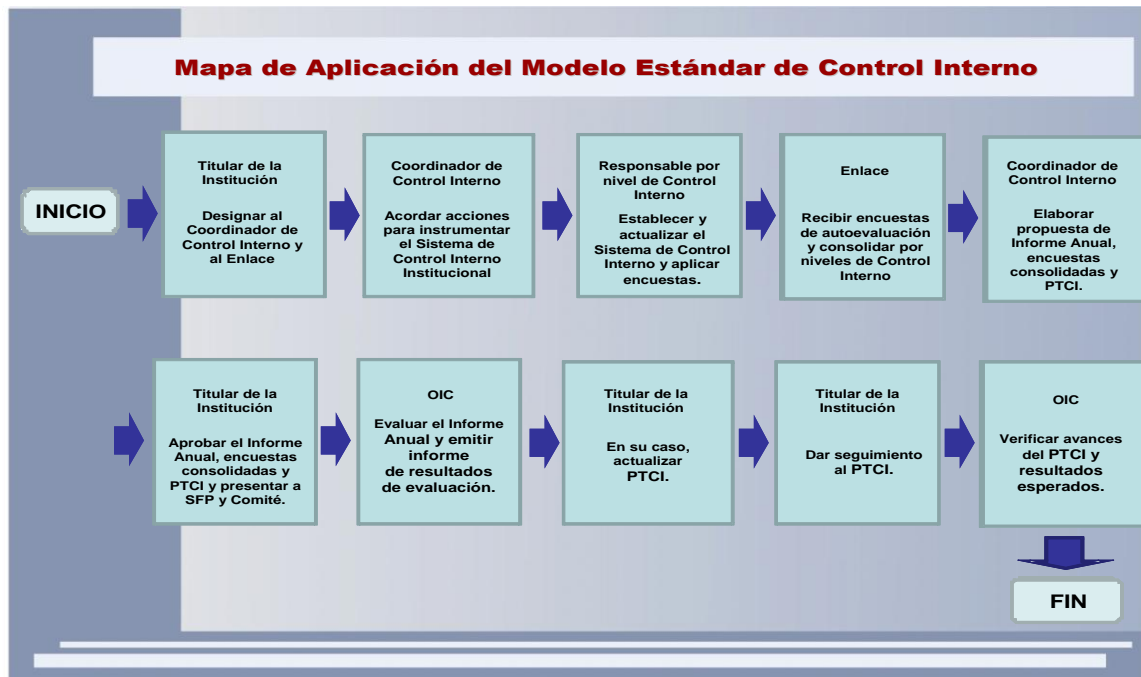 Mapa de Aplicación del Modelo Estándar de Control Interno
INICIO
Titular de la
Institución
Designar al
Coordinador de
Control Interno y
al Enlace
Coordinador de
Control Interno
Acordar acciones
para instrumentar
el Sistema de
Control Interno
Institucional
Responsable por
nivel de Control
Interno
Establecer y
actualizar el
Sistema de Control
Interno y aplicar
encuestas.
Enlace
Recibir encuestas
de autoevaluación
y consolidar por
niveles de Control
Interno
Coordinador de
Control Interno
Elaborar
propuesta de
Informe Anual,
encuestas
consolidadas y
PTCI.
Titular de la
Institución
Aprobar el Informe
Anual, encuestas
consolidadas y
PTCI y presentar a
SFP y Comité.
OIC
Evaluar el Informe
Anual y emitir
informe
de resultados
de evaluación.
Titular de la
Institución
En su caso,
actualizar
PTCI.
Titular de la
Institución
Dar seguimiento
al PTCI.
OIC
Verificar avances
del PTCI y
resultados
esperados.
FIN